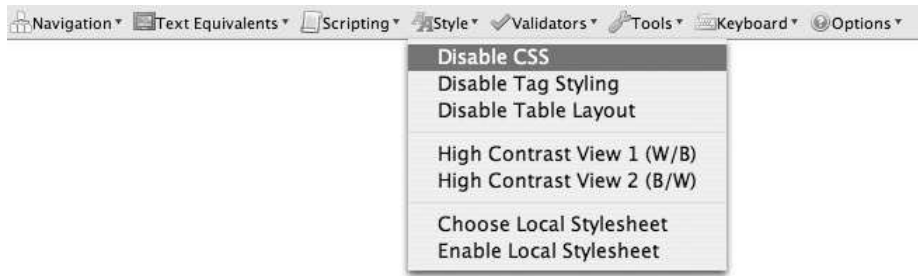 Navigation Text Equivalents Scripting Style Validators Tools Keyboard Options
Disable CSS
Disable Tag Styling
Disable Table Layout
High Contrast View 1 (W/B)
High Contrast View 2 (B/W)
Choose Local Stylesheet
Enable Local Stylesheet